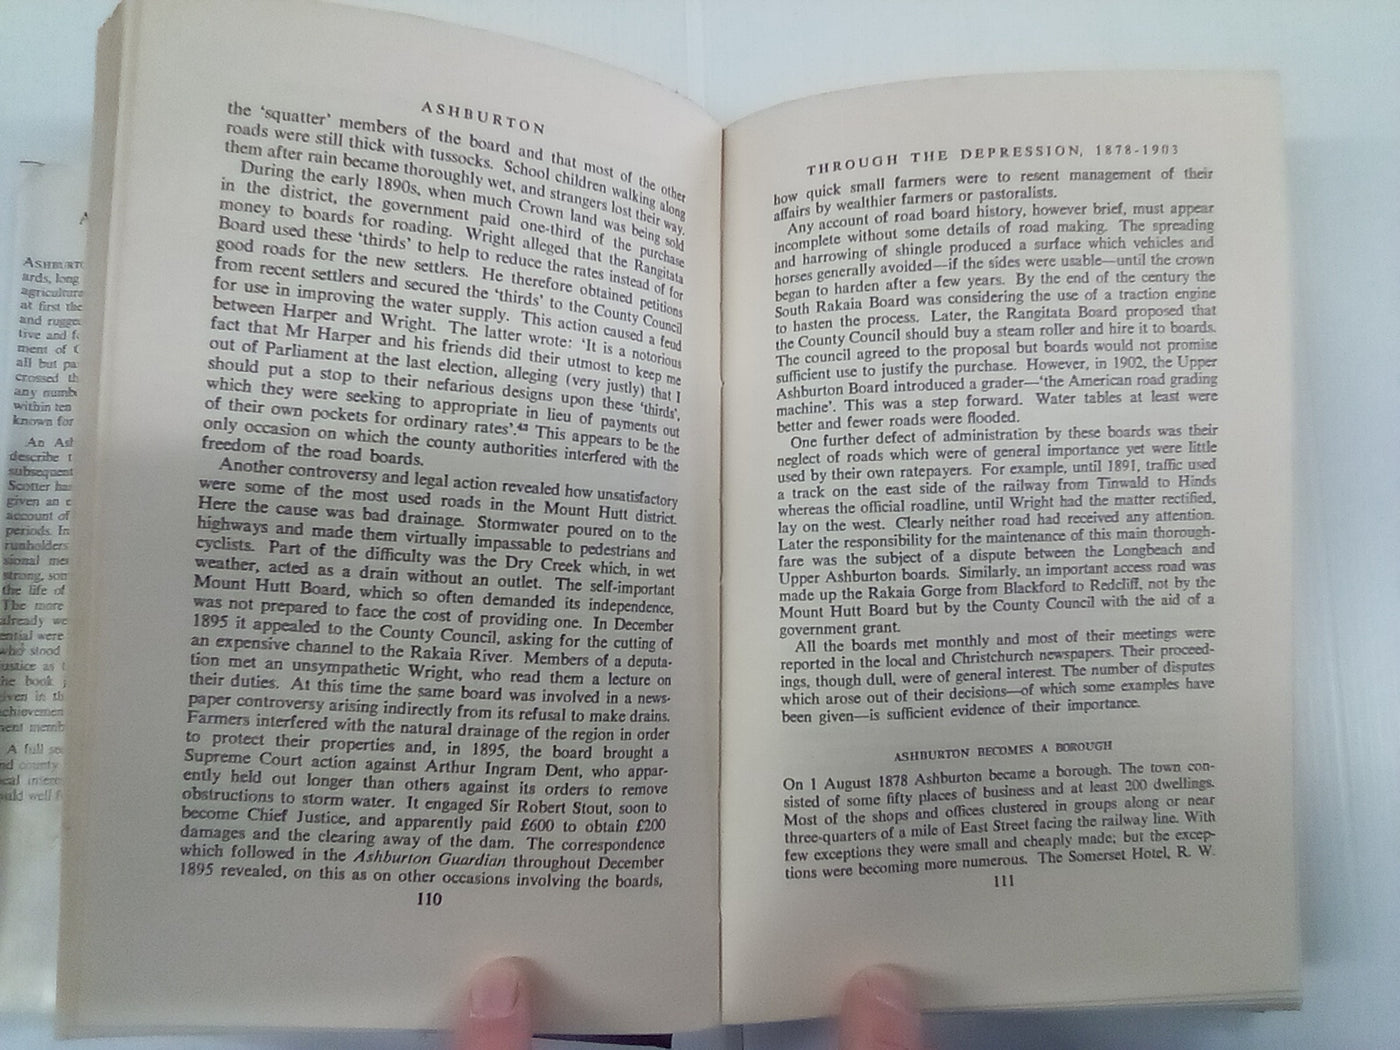 ASHBURTON
the ‘squatter’ members of the board and that most of the other
roads were still thick with tussocks. School children walking along
them after rain became thoroughly wet, and strangers lost their way.
During the early 1890s, when much Crown land was being sold
in the district, the government paid one-third of the purchase
money to boards for roading. Wright alleged that the Rangitata
Board used these ‘thirds’ to help to reduce the rates instead of for
good roads for the new settlers. He therefore obtained petitions
from recent settlers and secured the ‘thirds’ to the County Council
for use in improving the water supply. This action caused a feud
between Harper and Wright. The latter wrote: ‘It is a notorious
fact that Mr Harper and his friends did their utmost to keep me
out of Parliament at the last election, alleging (very justly) that I
should put a stop to their nefarious designs upon these ‘thirds’,
which they were seeking to appropriate in lieu of payments out
of their own pockets for ordinary rates’.⁴³ This appears to be the
only occasion on which the county authorities interfered with the
freedom of the road boards.
Another controversy and legal action revealed how unsatisfactory
were some of the most used roads in the Mount Hutt district.
Here the cause was bad drainage. Stormwater poured on to the
highways and made them virtually impassable to pedestrians and
cyclists. Part of the difficulty was the Dry Creek which, in wet
weather, acted as a drain without an outlet. The self-important
Mount Hutt Board, which so often demanded its independence,
was not prepared to face the cost of providing one. In December
1895 it appealed to the County Council, asking for the cutting of
an expensive channel to the Rakaia River. Members of a deputa-
tion met an unsympathetic Wright, who read them a lecture on
their duties. At this time the same board was involved in a news-
paper controversy arising indirectly from its refusal to make drains.
Farmers interfered with the natural drainage of the region in order
to protect their properties and, in 1895, the board brought a
Supreme Court action against Arthur Ingram Dent, who appar-
ently held out longer than others against its orders to remove
obstructions to storm water. It engaged Sir Robert Stout, soon to
become Chief Justice, and apparently paid £600 to obtain £200
damages and the clearing away of the dam. The correspondence
which followed in the Ashburton Guardian throughout December
1895 revealed, on this as on other occasions involving the boards,
110
THROUGH THE DEPRESSION, 1878-1903
how quick small farmers were to resent management of their
affairs by wealthier farmers or pastoralists.
Any account of road board history, however brief, must appear
incomplete without some details of road making. The spreading
and harrowing of shingle produced a surface which vehicles and
horses generally avoided—if the sides were usable—until the crown
began to harden after a few years. By the end of the century the
South Rakaia Board was considering the use of a traction engine
to hasten the process. Later, the Rangitata Board proposed that
the County Council should buy a steam roller and hire it to boards.
The council agreed to the proposal but boards would not promise
sufficient use to justify the purchase. However, in 1902, the Upper
Ashburton Board introduced a grader—‘the American road grading
machine’. This was a step forward. Water tables at least were
better and fewer roads were flooded.
One further defect of administration by these boards was their
neglect of roads which were of general importance yet were little
used by their own ratepayers. For example, until 1891, traffic used
a track on the east side of the railway from Tinwald to Hinds
whereas the official roadline, until Wright had the matter rectified,
lay on the west. Clearly neither road had received any attention.
Later the responsibility for the maintenance of this main thorough-
fare was the subject of a dispute between the Longbeach and
Upper Ashburton boards. Similarly, an important access road was
made up the Rakaia Gorge from Blackford to Redcliff, not by the
Mount Hutt Board but by the County Council with the aid of a
government grant.
All the boards met monthly and most of their meetings were
reported in the local and Christchurch newspapers. Their proceed-
ings, though dull, were of general interest. The number of disputes
which arose out of their decisions—of which some examples have
been given—is sufficient evidence of their importance.
ASHBURTON BECOMES A BOROUGH
On 1 August 1878 Ashburton became a borough. The town con-
sisted of some fifty places of business and at least 200 dwellings.
Most of the shops and offices clustered in groups along or near
three-quarters of a mile of East Street facing the railway line. With
few exceptions they were small and cheaply made; but the excep-
tions were becoming more numerous. The Somerset Hotel, R. W.
111